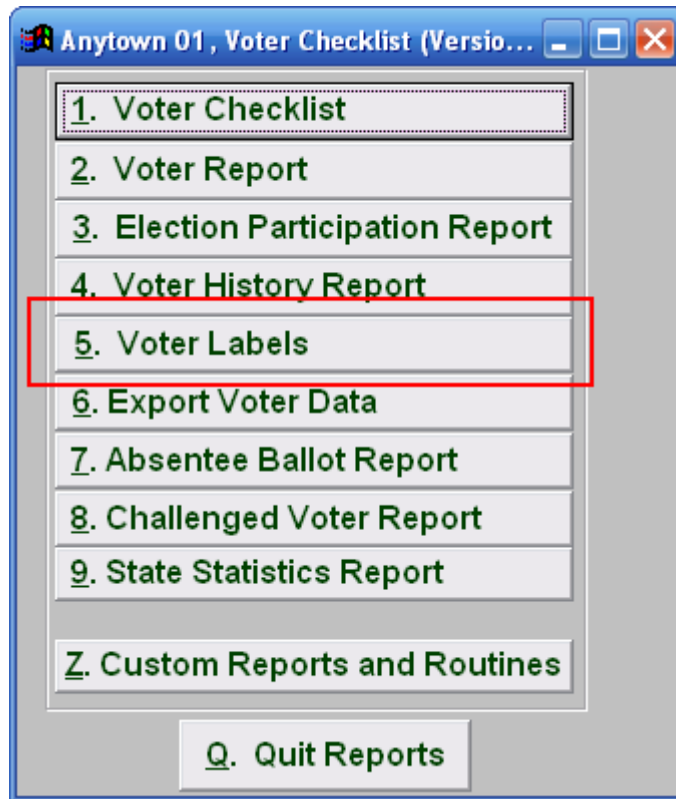 Anytown 01, Voter Checklist (Versio...
1. Voter Checklist
2. Voter Report
3. Election Participation Report
4. Voter History Report
5. Voter Labels
6. Export Voter Data
7. Absentee Ballot Report
8. Challenged Voter Report
9. State Statistics Report
Z. Custom Reports and Routines
Q. Quit Reports